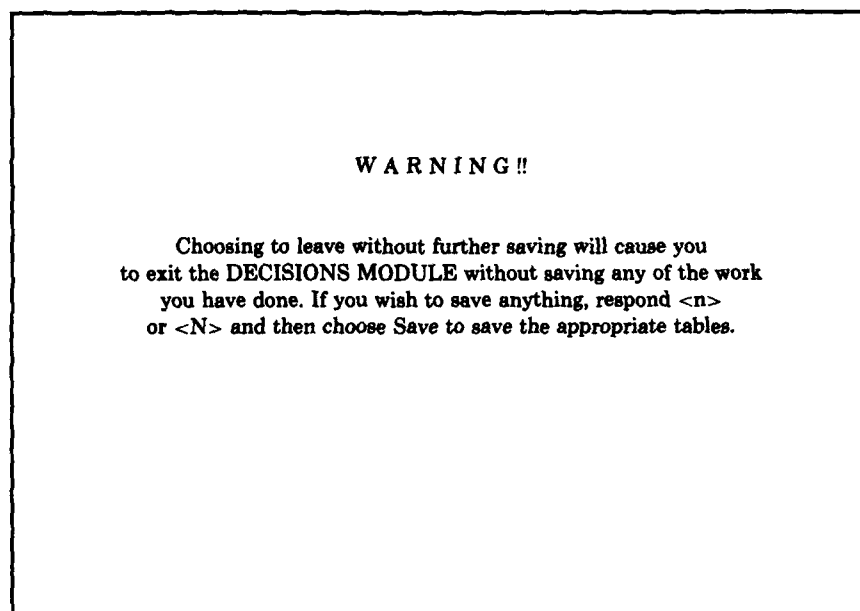 W A R N I N G !!
Choosing to leave without further saving will cause you
to exit the DECISIONS MODULE without saving any of the work
you have done. If you wish to save anything, respond <n>
or <N> and then choose Save to save the appropriate tables.